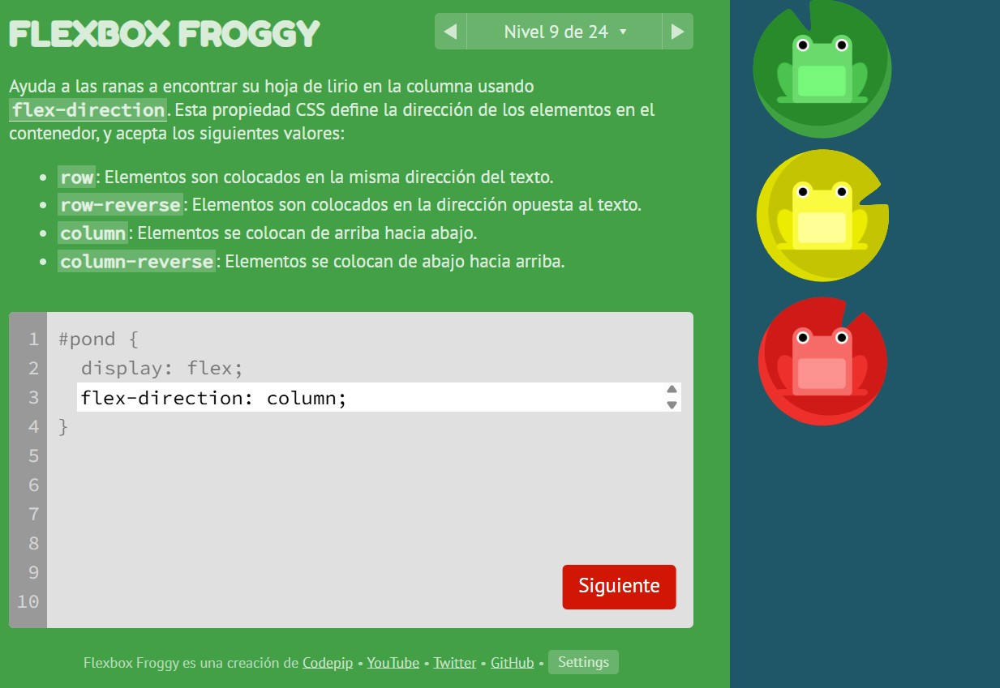 FLEXBOX FROGGY
Nivel 9 de 24
Ayuda a las ranas a encontrar su hoja de lirio en la columna usando
flex-direction. Esta propiedad CSS define la dirección de los elementos en el
contenedor, y acepta los siguientes valores:
• row: Elementos son colocados en la misma dirección del texto.
• row-reverse: Elementos son colocados en la dirección opuesta al texto.
• column: Elementos se colocan de arriba hacia abajo.
• column-reverse: Elementos se colocan de abajo hacia arriba.
1 #pond {
2 display: flex;
3 flex-direction: column;
4 }
5
6
7
8
9
10
Siguiente
Flexbox Froggy es una creación de Codepip • YouTube • Twitter • GitHub • Settings